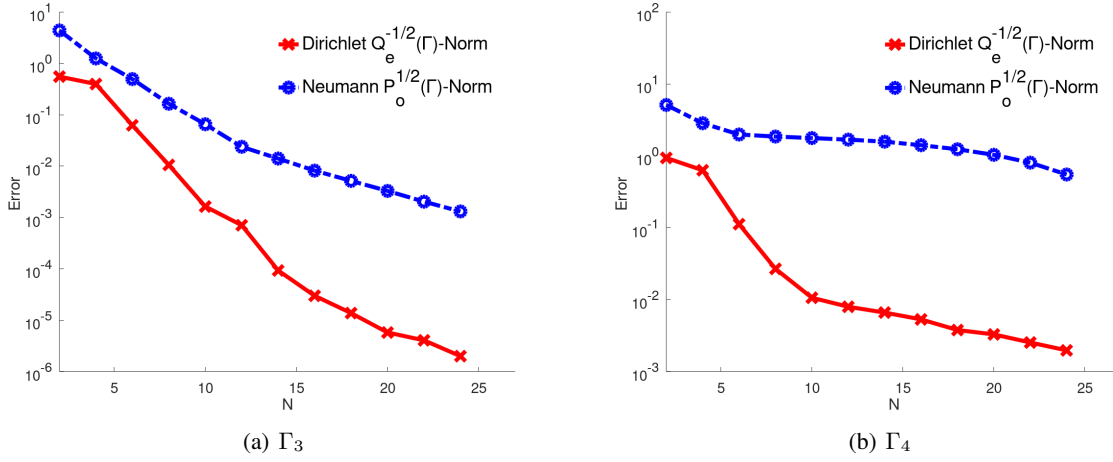 10^1
10^0
10^-1
10^-2
10^-3
10^-4
10^-5
10^-6
Error
5
10
15
20
25
N
Dirichlet Q_e^-1/2(Γ)-Norm
Neumann P_o^1/2(Γ)-Norm
(a) Γ_3
10^2
10^1
10^0
10^-1
10^-2
10^-3
Error
5
10
15
20
25
N
Dirichlet Q_e^-1/2(Γ)-Norm
Neumann P_o^1/2(Γ)-Norm
(b) Γ_4